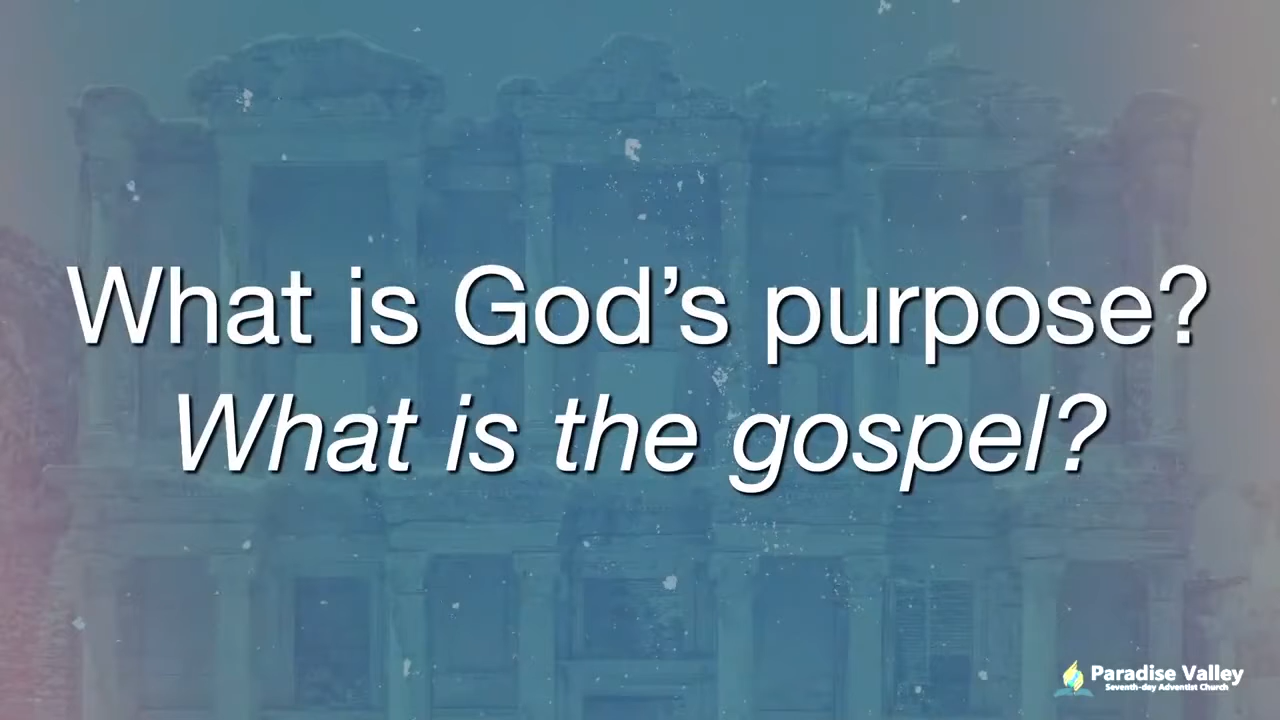 What is God’s purpose?
What is the gospel?
Paradise Valley
Seventh-day Adventist Church